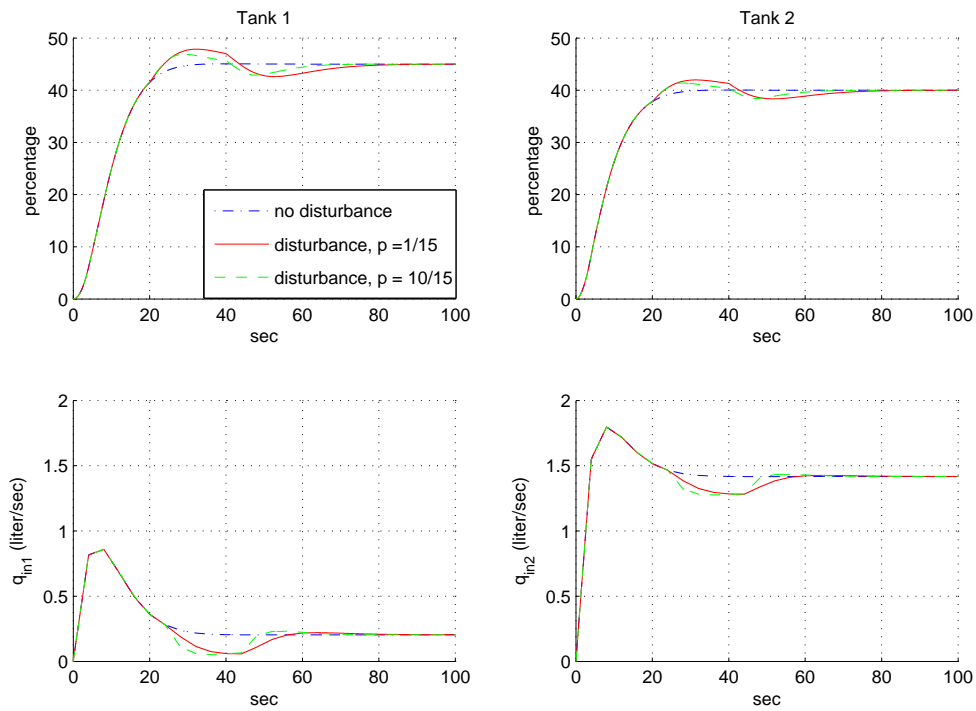 Tank 1
50
40
30
20
10
0
percentage
no disturbance
disturbance, p =1/15
disturbance, p = 10/15
0 20 40 60 80 100
sec
Tank 2
50
40
30
20
10
0
percentage
0 20 40 60 80 100
sec
2
1.5
1
0.5
0
q_in1 (liter/sec)
0 20 40 60 80 100
sec
2
1.5
1
0.5
0
q_in2 (liter/sec)
0 20 40 60 80 100
sec